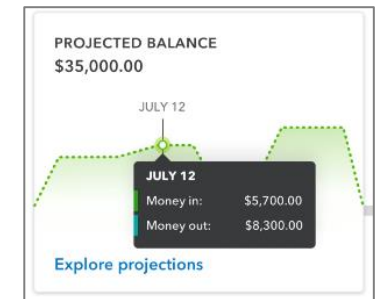 PROJECTED BALANCE
$35,000.00
JULY 12
JULY 12
Money in: $5,700.00
Money out: $8,300.00
Explore projections